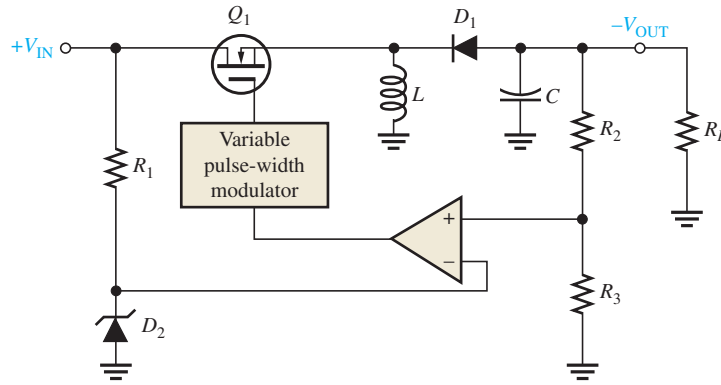 Q1
D1
−VOUT
+VIN
L
C
R2
R1
Variable
pulse-width
modulator
+
−
R3
D2